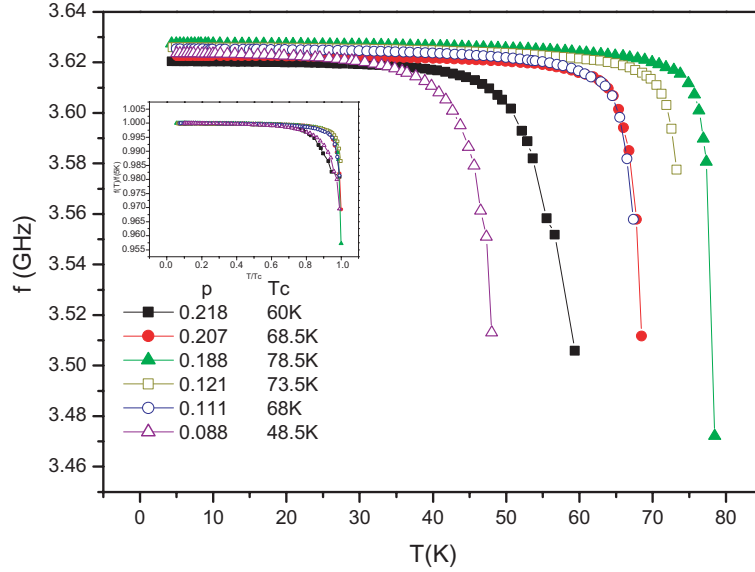 3.64
3.62
3.60
3.58
3.56
3.54
3.52
3.50
3.48
3.46
f (GHz)
1.005
1.000
0.995
0.990
0.985
0.980
0.975
0.970
0.965
0.960
0.955
f(T)/f(5K)
0.0 0.2 0.4 0.6 0.8 1.0
T/Tc
p Tc
0.218 60K
0.207 68.5K
0.188 78.5K
0.121 73.5K
0.111 68K
0.088 48.5K
0 10 20 30 40 50 60 70 80
T(K)